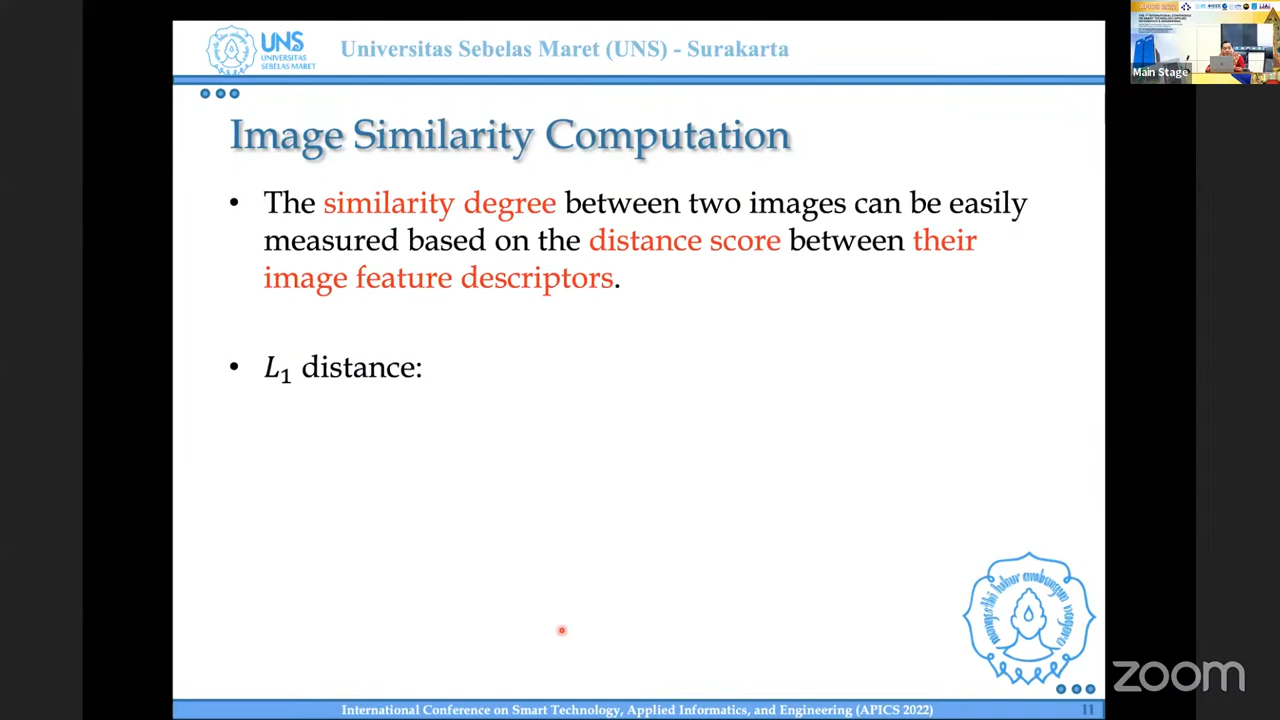 UNS
UNIVERSITAS
SEBELAS MARET
Universitas Sebelas Maret (UNS) - Surakarta
Main Stage
Image Similarity Computation
• The similarity degree between two images can be easily
measured based on the distance score between their
image feature descriptors.
• L₁ distance:
zoom
International Conference on Smart Technology, Applied Informatics, and Engineering (APICS 2022)
11